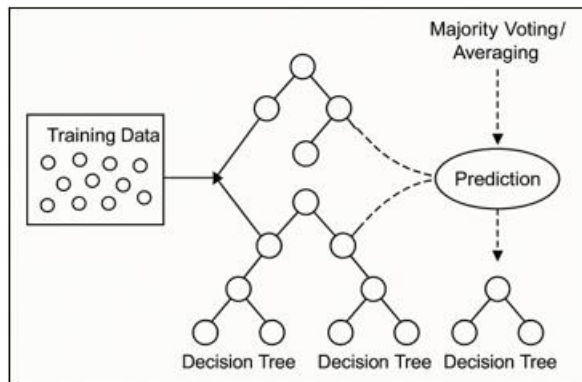 Majority Voting/
Averaging
Training Data
Prediction
Decision Tree
Decision Tree
Decision Tree